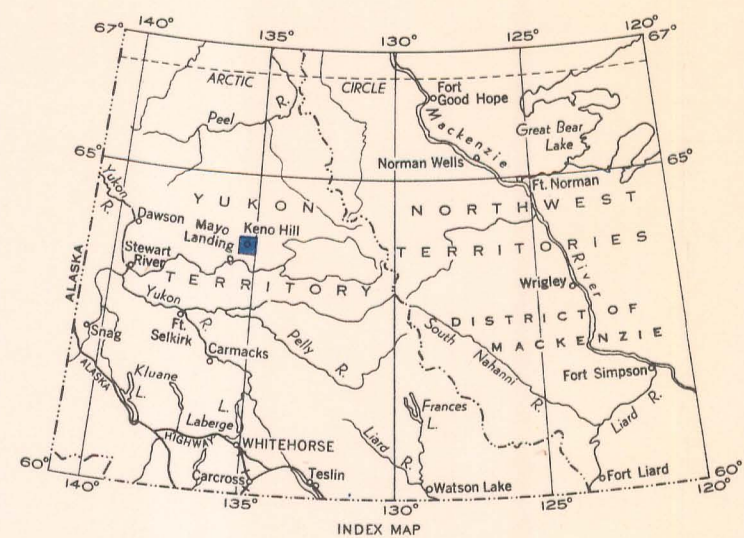 140°
135°
130°
125°
120°
67°
67°
ARCTIC
CIRCLE
Peel
R.
Fort
Good Hope
Mackenzie
Great Bear
Lake
Norman Wells
65°
65°
Ft. Norman
Yukon
R.
YUKON
NORTHWEST
Dawson
Mayo
Landing
Keno Hill
Stewart
River
TERRITORIES
River
TERRITORY
Wrigley
ALASKA
Yukon
R.
Ft.
Selkirk
Snag
Pelly
R.
South
Nahanni
R.
DISTRICT OF
MACKENZIE
Carmacks
Fort Simpson
Kluane
L.
ALASKA
HIGHWAY
L.
Laberge
Frances
L.
Liard
R.
Liard
R.
WHITEHORSE
Carcross
Teslin
Watson Lake
Fort Liard
60°
60°
140°
135°
130°
125°
120°
INDEX MAP